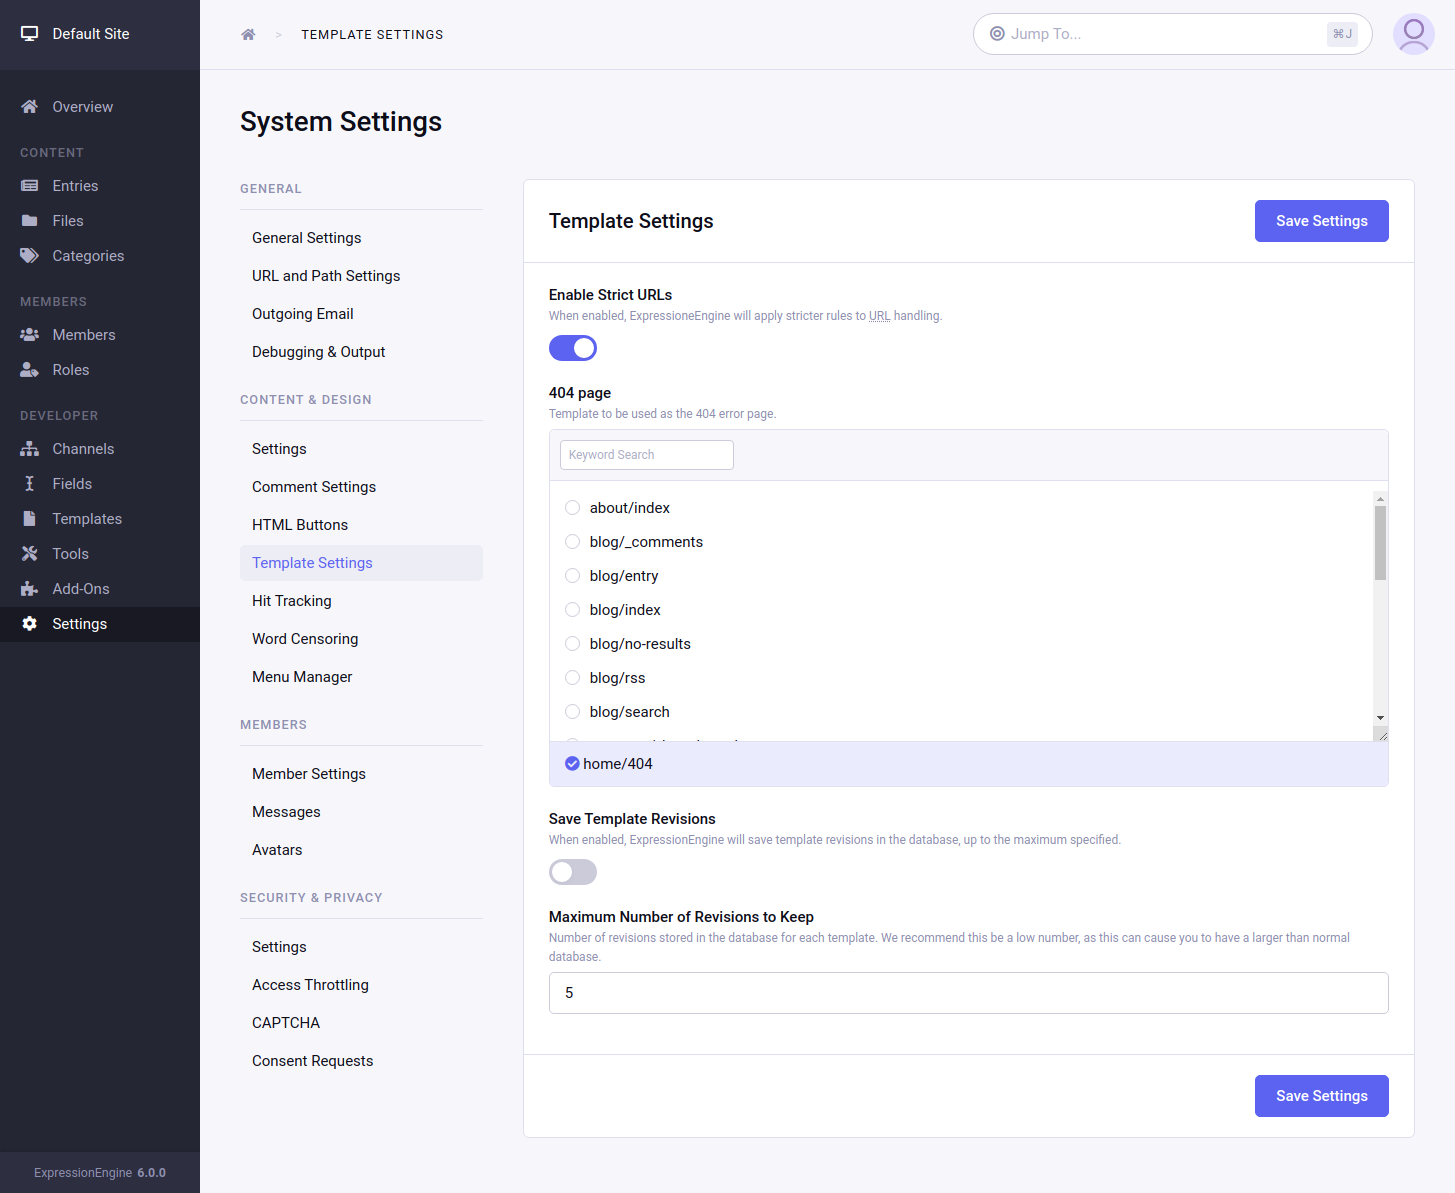 Default Site
Overview
CONTENT
Entries
Files
Categories
MEMBERS
Members
Roles
DEVELOPER
Channels
Fields
Templates
Tools
Add-Ons
Settings
ExpressionEngine 6.0.0
> TEMPLATE SETTINGS
Jump To...
⌘J
System Settings
GENERAL
General Settings
URL and Path Settings
Outgoing Email
Debugging & Output
CONTENT & DESIGN
Settings
Comment Settings
HTML Buttons
Template Settings
Hit Tracking
Word Censoring
Menu Manager
MEMBERS
Member Settings
Messages
Avatars
SECURITY & PRIVACY
Settings
Access Throttling
CAPTCHA
Consent Requests
Template Settings
Save Settings
Enable Strict URLs
When enabled, ExpressioneEngine will apply stricter rules to URL handling.
404 page
Template to be used as the 404 error page.
Keyword Search
about/index
blog/_comments
blog/entry
blog/index
blog/no-results
blog/rss
blog/search
home/404
Save Template Revisions
When enabled, ExpressionEngine will save template revisions in the database, up to the maximum specified.
Maximum Number of Revisions to Keep
Number of revisions stored in the database for each template. We recommend this be a low number, as this can cause you to have a larger than normal
database.
5
Save Settings